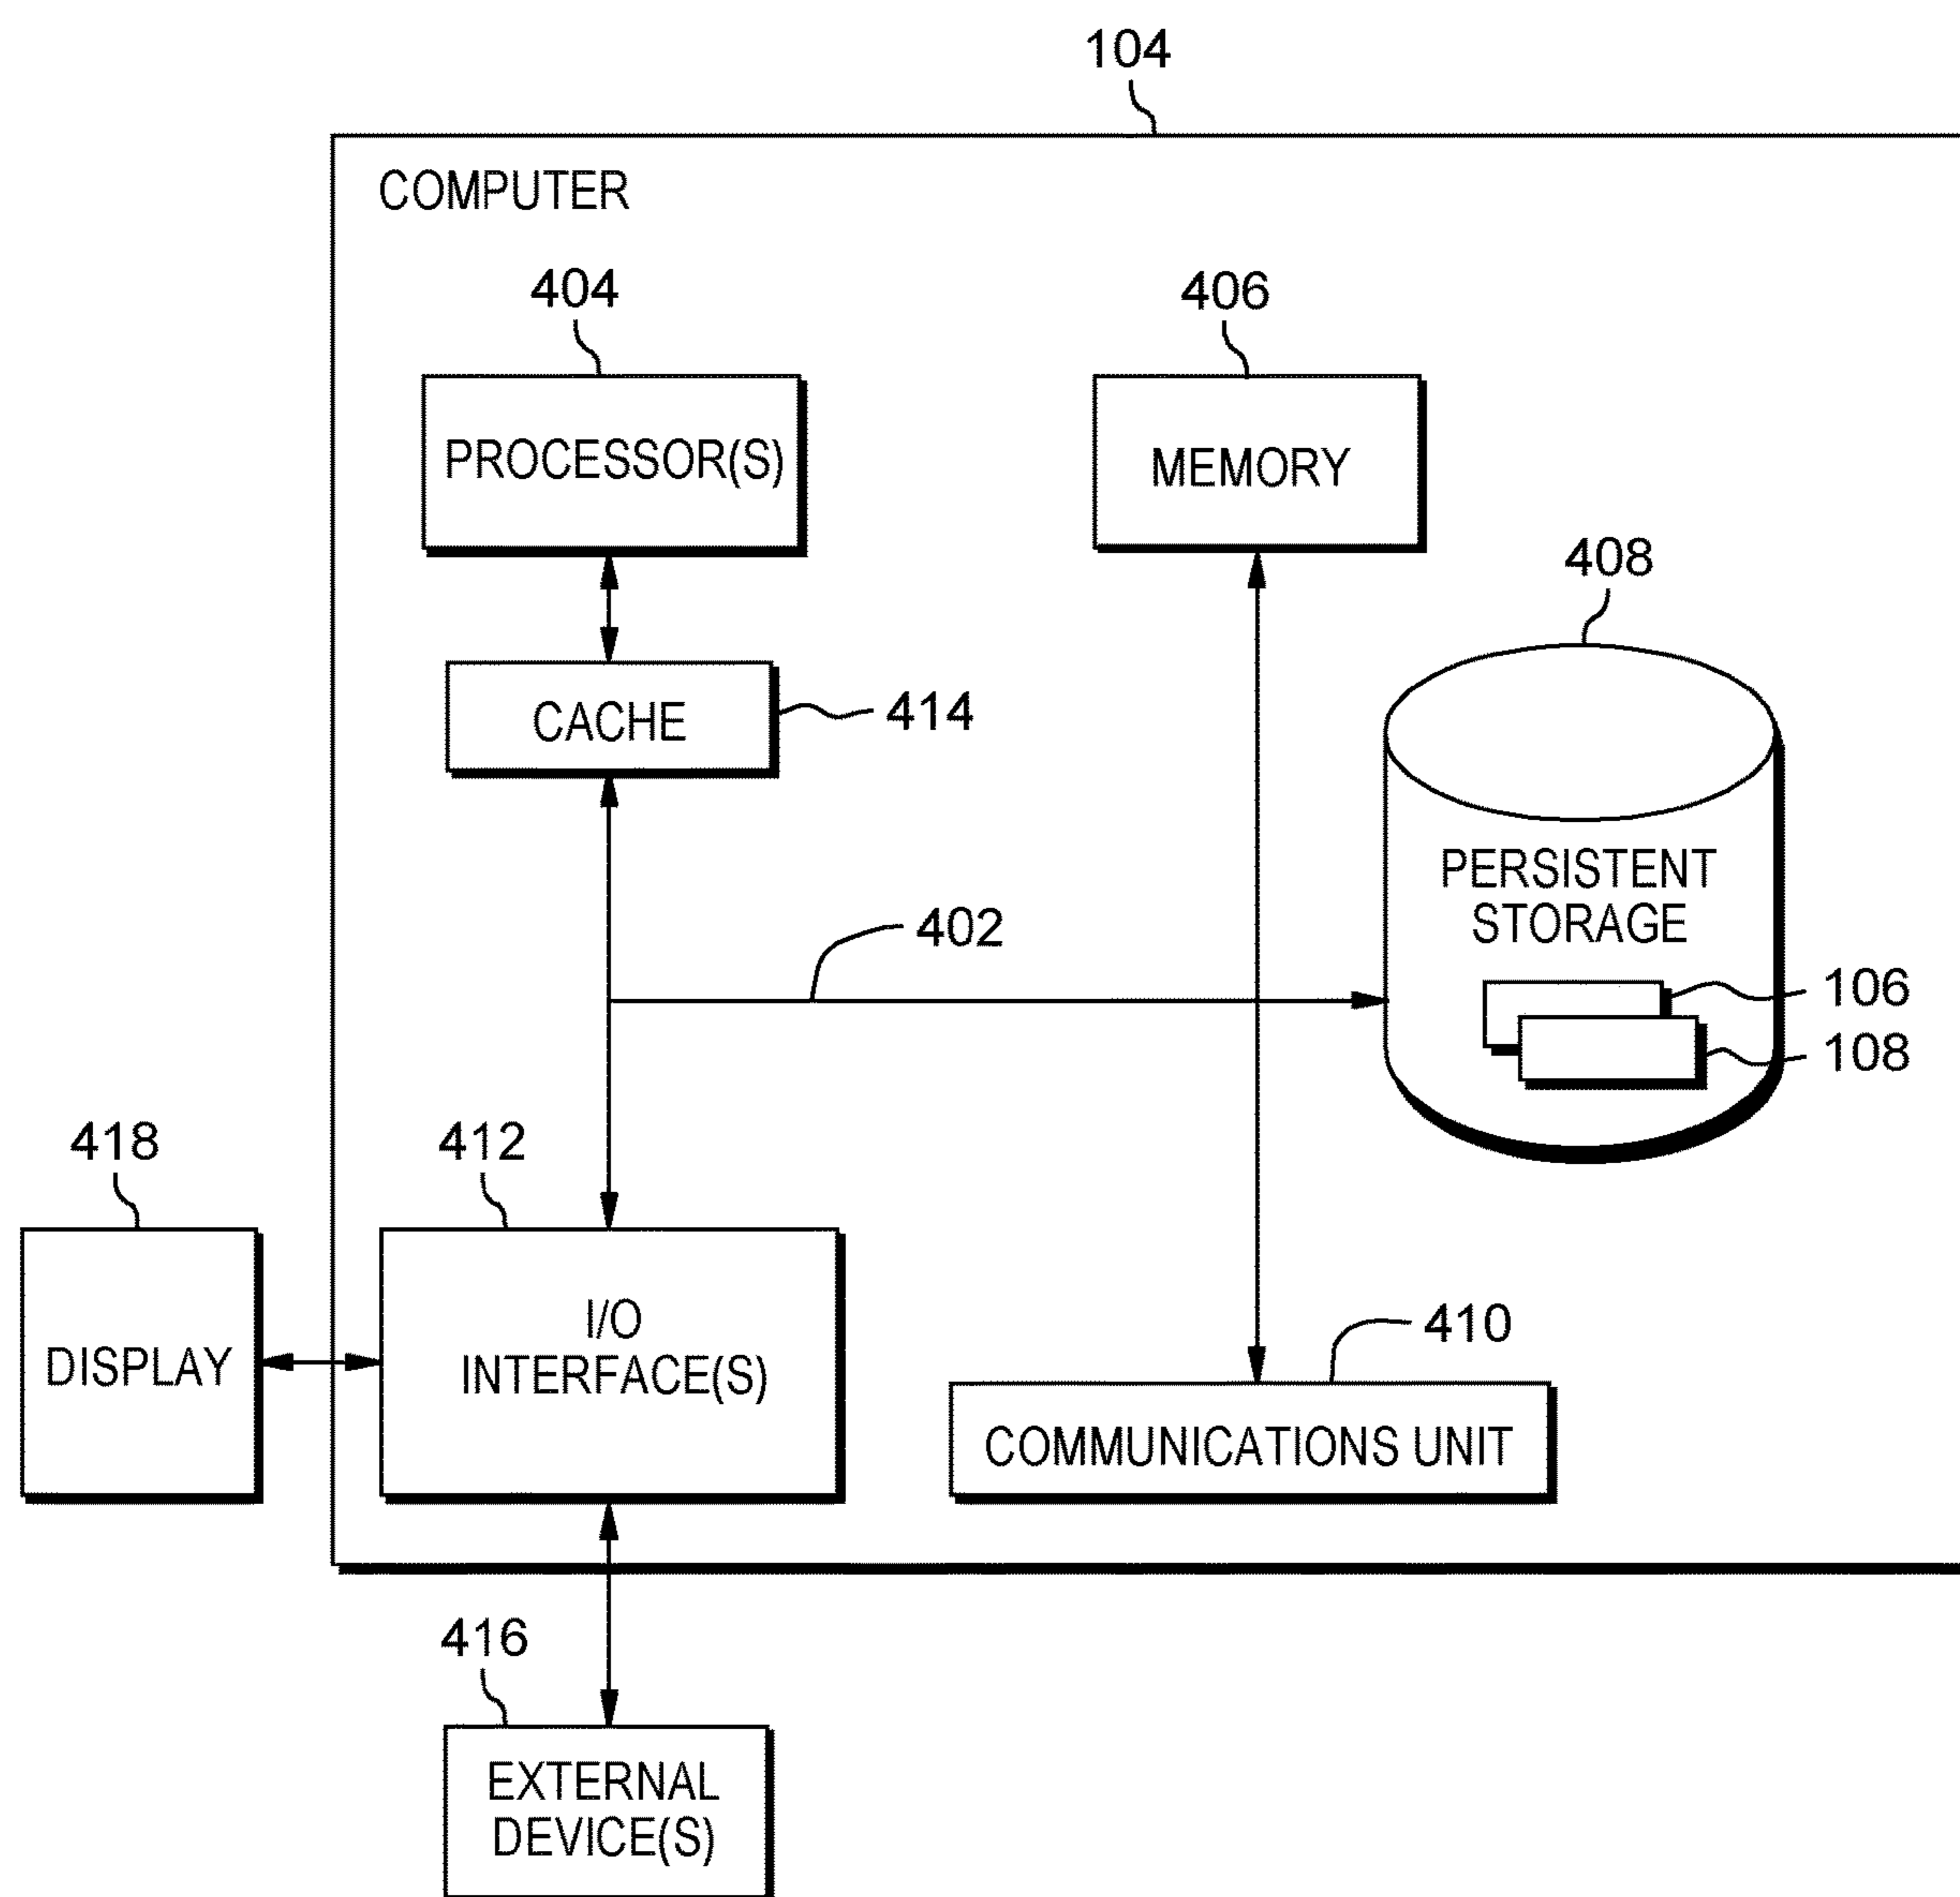 104
COMPUTER
404
406
PROCESSOR(S)
MEMORY
408
CACHE
414
PERSISTENT
STORAGE
402
106
108
418
412
I/O
INTERFACE(S)
DISPLAY
410
COMMUNICATIONS UNIT
416
EXTERNAL
DEVICE(S)